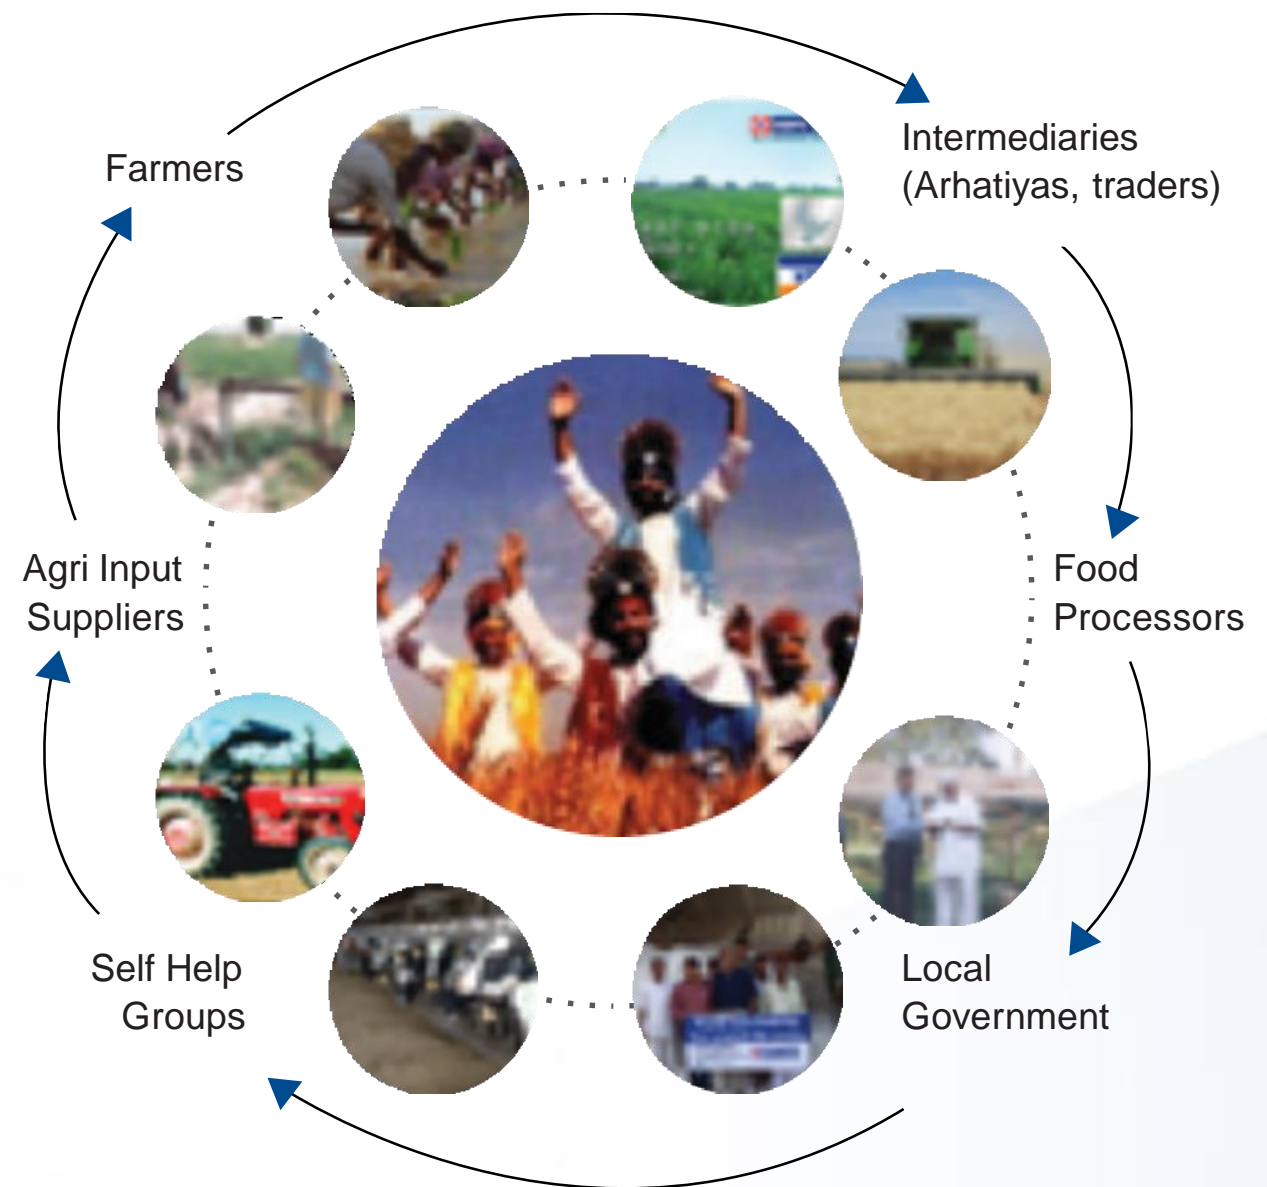 Farmers
Intermediaries
(Arhatiyas, traders)
Food
Processors
Local
Government
Self Help
Groups
Agri Input
Suppliers